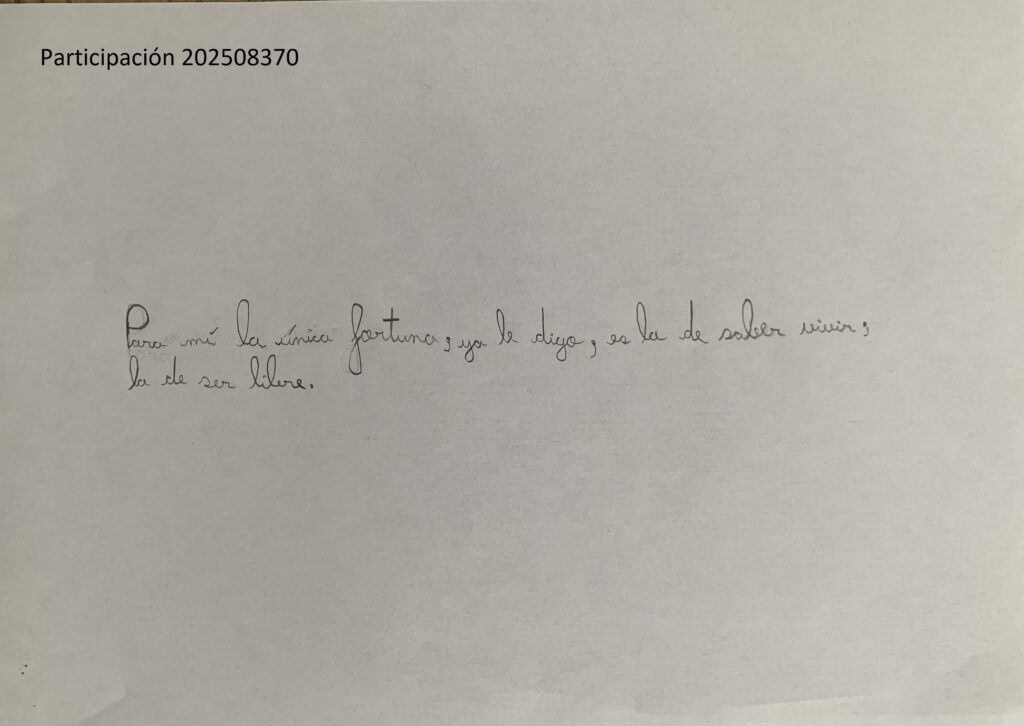 Participación 202508370
Para mí la única fortuna, ya le digo, es la de saber vivir,
la de ser libre.